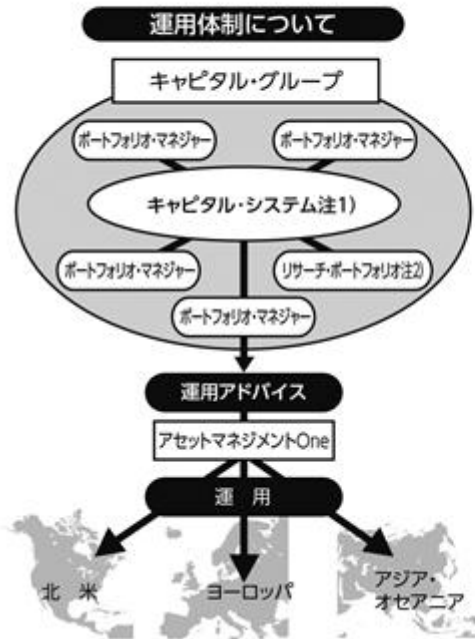 運用体制について
キャピタル・グループ
ポートフォリオ・マネジャー
ポートフォリオ・マネジャー
キャピタル・システム注1)
ポートフォリオ・マネジャー
リサーチ・ポートフォリオ注2)
ポートフォリオ・マネジャー
運用アドバイス
アセットマネジメントOne
運 用
北 米
ヨーロッパ
アジア・
オセアニア